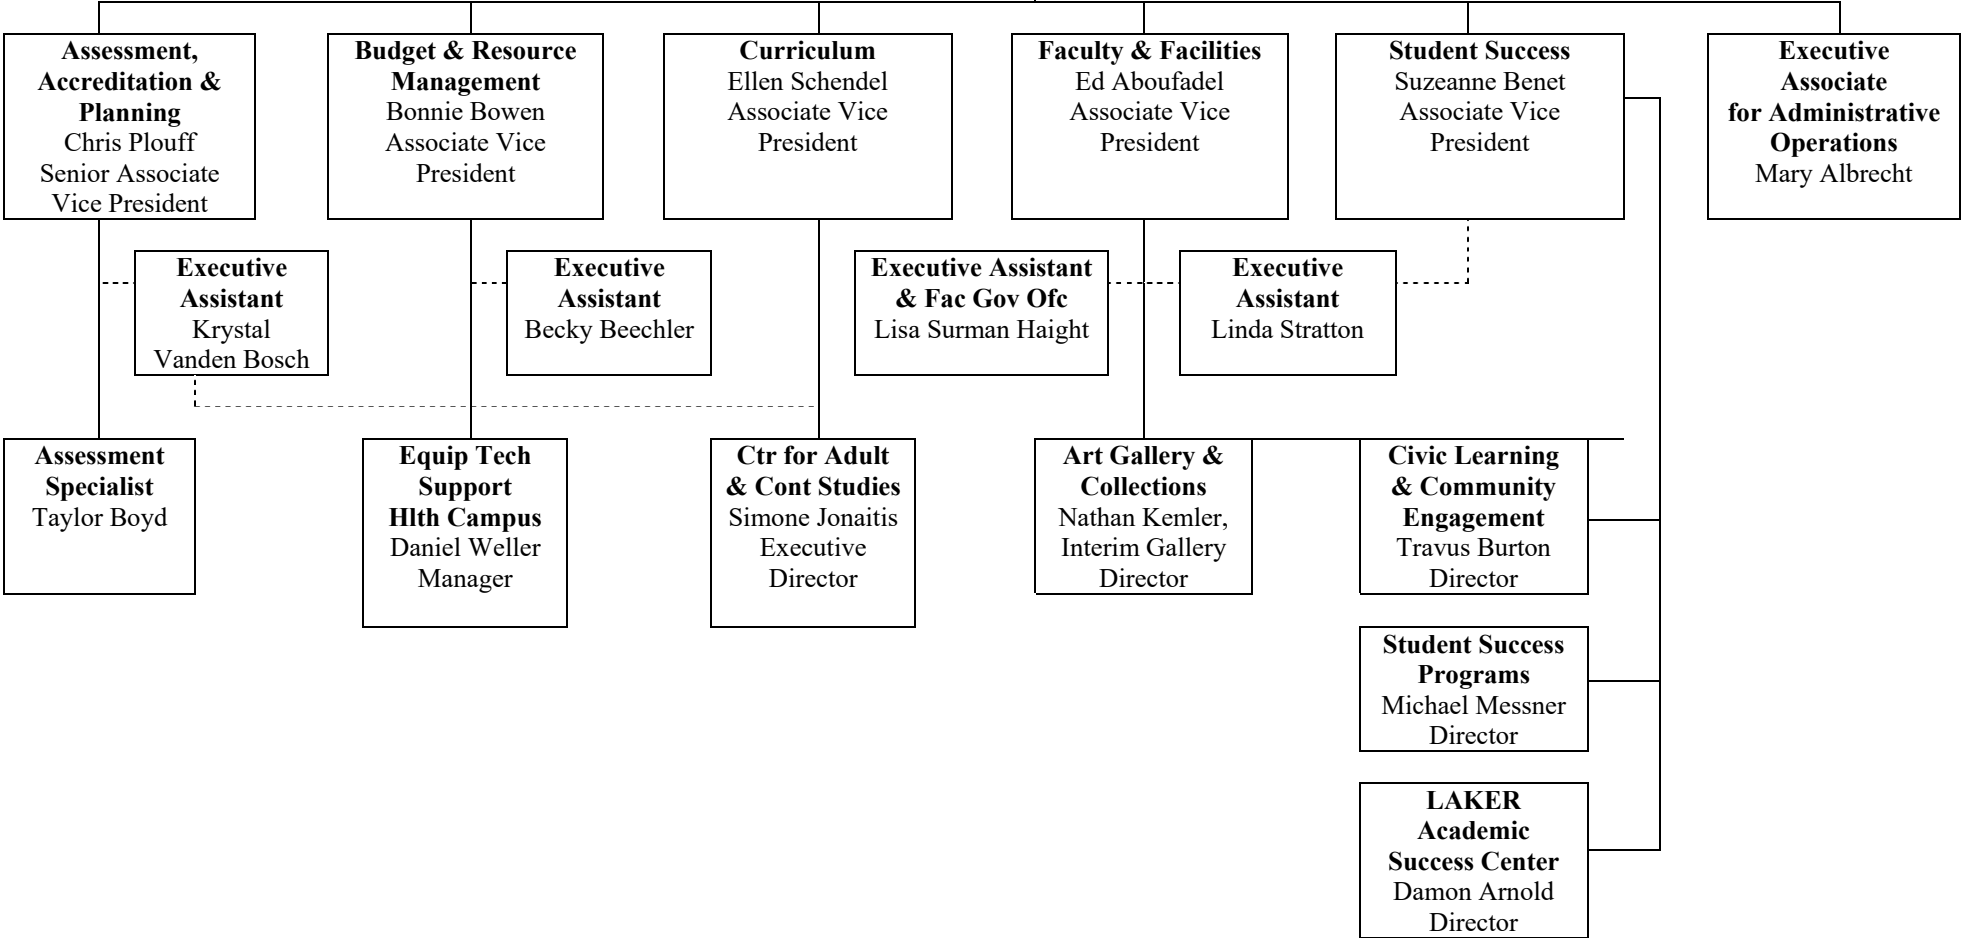 Assessment,
Accreditation &
Planning
Chris Plouff
Senior Associate
Vice President
Budget & Resource
Management
Bonnie Bowen
Associate Vice
President
Curriculum
Ellen Schendel
Associate Vice
President
Faculty & Facilities
Ed Aboufadel
Associate Vice
President
Student Success
Suzeanne Benet
Associate Vice
President
Executive
Associate
for Administrative
Operations
Mary Albrecht
Executive
Assistant
Krystal
Vanden Bosch
Executive
Assistant
Becky Beechler
Executive Assistant
& Fac Gov Ofc
Lisa Surman Haight
Executive
Assistant
Linda Stratton
Assessment
Specialist
Taylor Boyd
Equip Tech
Support
Hlth Campus
Daniel Weller
Manager
Ctr for Adult
& Cont Studies
Simone Jonaitis
Executive
Director
Art Gallery &
Collections
Nathan Kemler,
Interim Gallery
Director
Civic Learning
& Community
Engagement
Travus Burton
Director
Student Success
Programs
Michael Messner
Director
LAKER
Academic
Success Center
Damon Arnold
Director